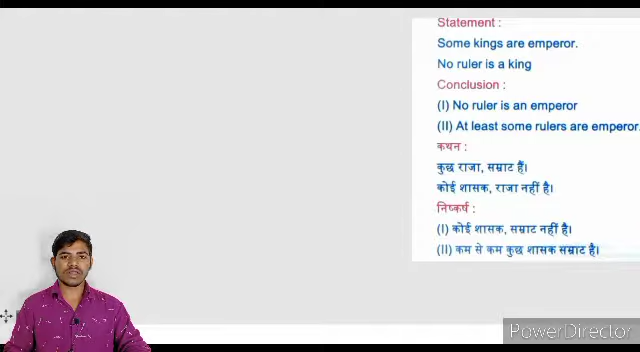 Statement :
Some kings are emperor.
No ruler is a king
Conclusion :
(I) No ruler is an emperor
(II) At least some rulers are emperor.
कथन :
कुछ राजा, सम्राट हैं।
कोई शासक, राजा नहीं है।
निष्कर्ष :
(I) कोई शासक, सम्राट नहीं है।
(II) कम से कम कुछ शासक सम्राट है।
PowerDirector